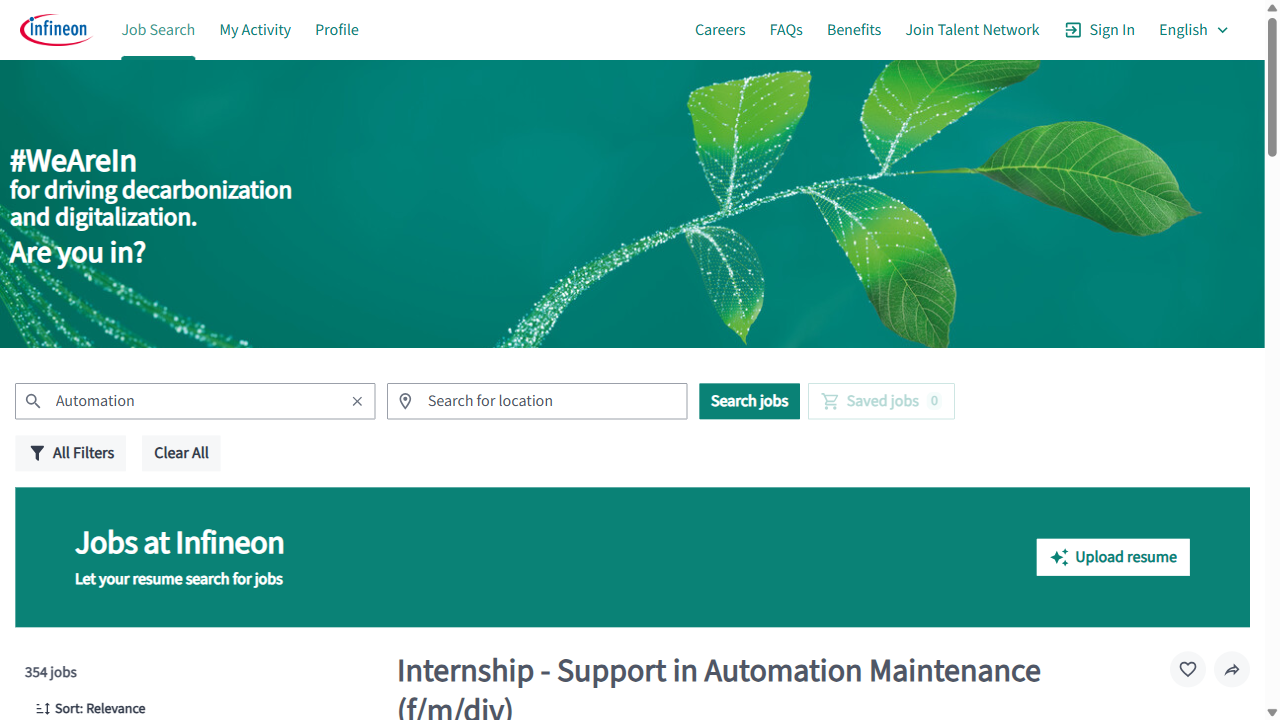 infineon
Job Search
My Activity
Profile
Careers
FAQs
Benefits
Join Talent Network
Sign In
English
#WeAreIn
for driving decarbonization
and digitalization.
Are you in?
Automation
Search for location
Search jobs
Saved jobs 0
All Filters
Clear All
Jobs at Infineon
Let your resume search for jobs
Upload resume
354 jobs
Sort: Relevance
Internship - Support in Automation Maintenance
(f/m/div)